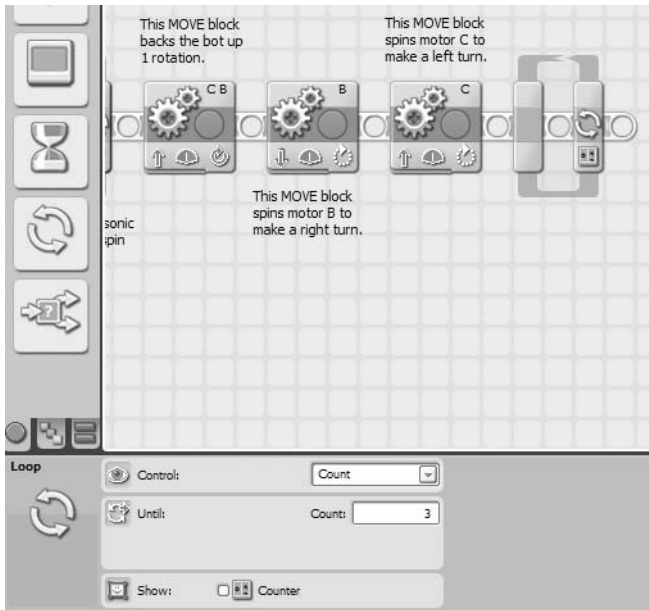 This MOVE block
backs the bot up
1 rotation.
This MOVE block
spins motor C to
make a left turn.
C B
B
C
This MOVE block
spins motor B to
make a right turn.
sonic
spin
?
Loop
Control:
Count
Until:
Count:
3
Show:
Counter